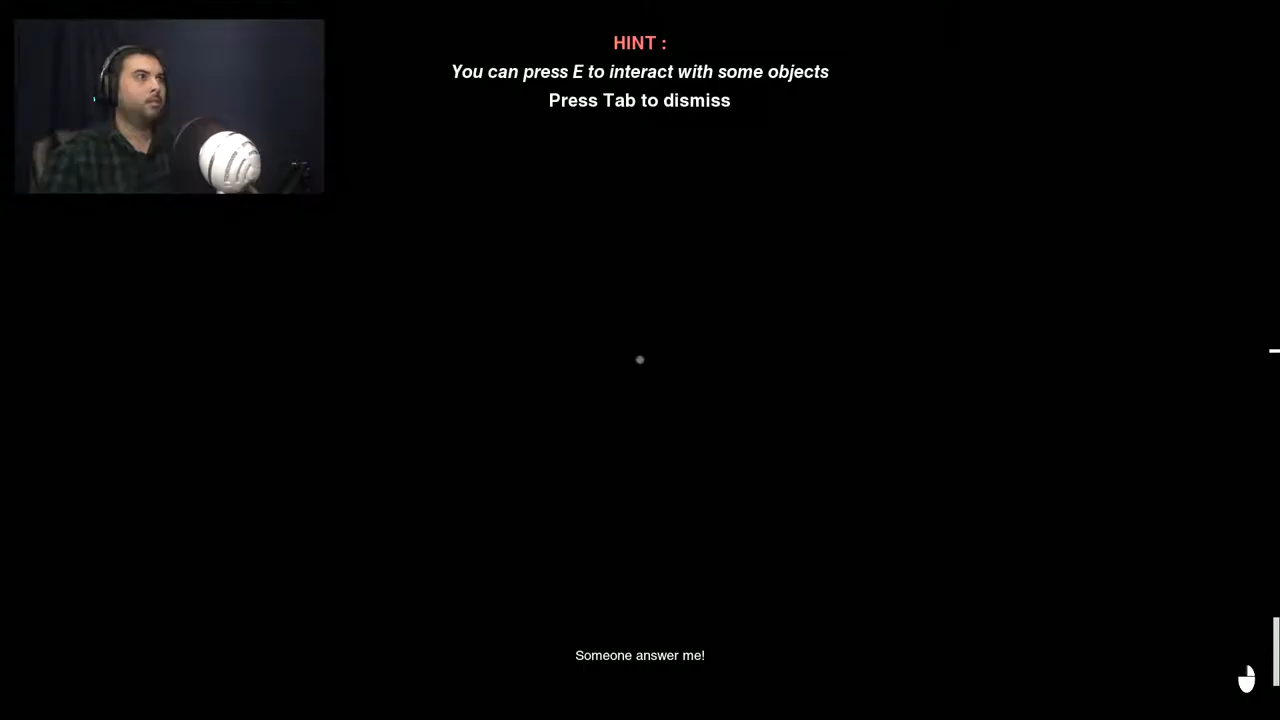 HINT :
You can press E to interact with some objects
Press Tab to dismiss
Someone answer me!